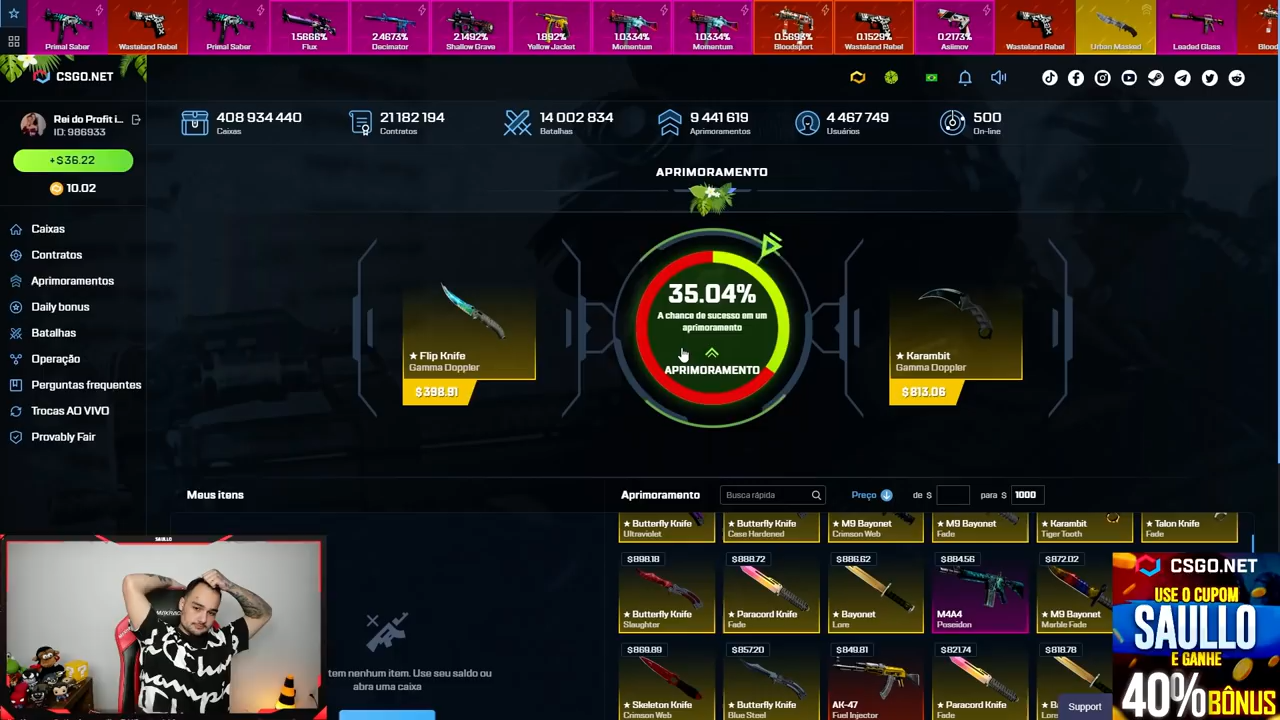 Primal Saber
Wasteland Rebel
Primal Saber
1.5666%
Flux
2.4673%
Decimator
2.1492%
Shallow Grave
1.892%
Yellow Jacket
1.0334%
Momentum
1.0334%
Momentum
0.5698%
Bloodsport
0.1529%
Wasteland Rebel
0.2173%
Asiimov
Wasteland Rebel
Urban Masked
Leaded Glass
CSGO.NET
Rei do Profit i...
ID: 986933
+$36.22
10.02
408 934 440
Caixas
21 182 194
Contratos
14 002 834
Batalhas
9 441 619
Aprimoramentos
4 467 749
Usuários
500
On-line
Caixas
Contratos
Aprimoramentos
Daily bonus
Batalhas
Operação
Perguntas frequentes
Trocas AO VIVO
Provably Fair
APRIMORAMENTO
★ Flip Knife
Gamma Doppler
$398.91
35.04%
A chance de sucesso em um
aprimoramento
APRIMORAMENTO
★ Karambit
Gamma Doppler
$813.06
Meus itens
tem nenhum item. Use seu saldo ou
abra uma caixa
Aprimoramento
Busca rápida
Preço
de $
para $ 1000
★ Butterfly Knife
Ultraviolet
★ Butterfly Knife
Case Hardened
★ M9 Bayonet
Crimson Web
★ M9 Bayonet
Fade
★ Karambit
Tiger Tooth
★ Talon Knife
Fade
$898.18
★ Butterfly Knife
Slaughter
$888.72
★ Paracord Knife
Fade
$886.62
★ Bayonet
Lore
$884.56
M4A4
Poseidon
$872.02
★ M9 Bayonet
Marble Fade
$869.89
★ Skeleton Knife
Crimson Web
$857.20
★ Butterfly Knife
Blue Steel
$849.81
AK-47
Fuel Injector
$821.74
★ Paracord Knife
Fade
$818.78
Support
SAULLO
CSGO.NET
USE O CUPOM
SAULLO
E GANHE
40% BÔNUS